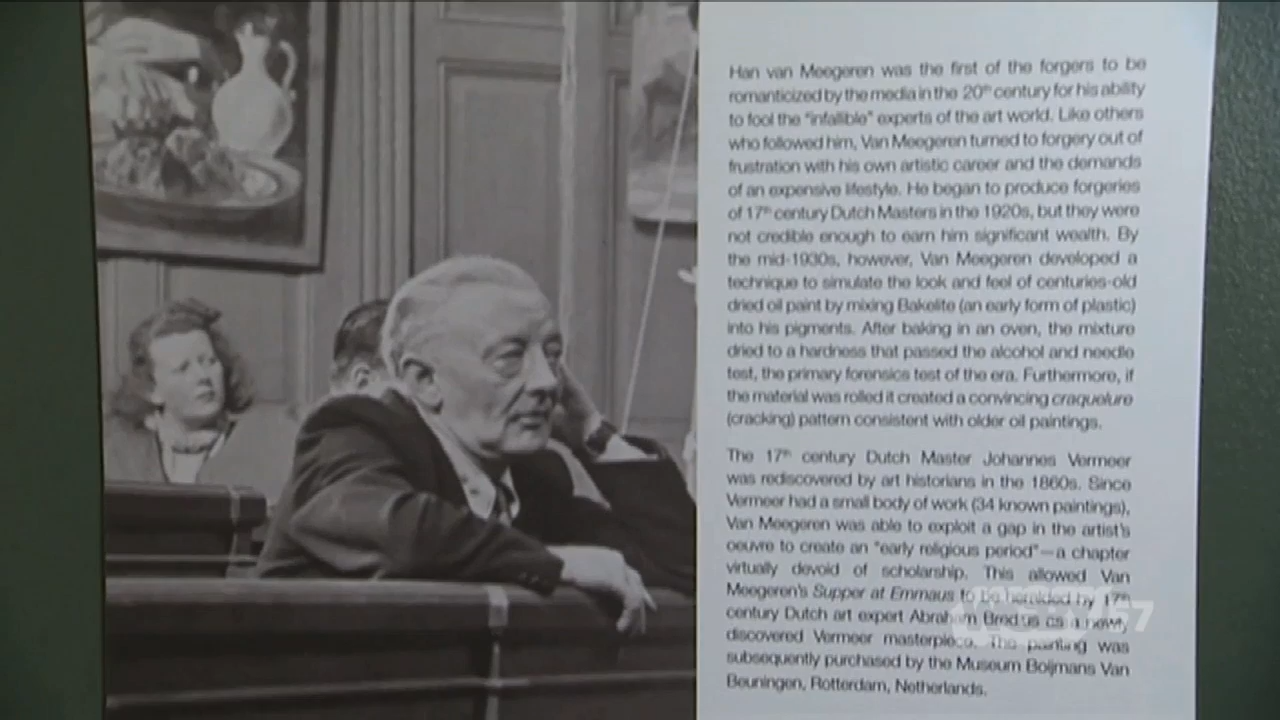 Han van Meegeren was the first of the forgers to be
romanticized by the media in the 20th century for his ability
to fool the "infallible" experts of the art world. Like others
who followed him, Van Meegeren turned to forgery out of
frustration with his own artistic career and the demands
of an expensive lifestyle. He began to produce forgeries
of 17th century Dutch Masters in the 1920s, but they were
not credible enough to earn him significant wealth. By
the mid-1930s, however, Van Meegeren developed a
technique to simulate the look and feel of centuries-old
dried oil paint by mixing Bakelite (an early form of plastic)
into his pigments. After baking in an oven, the mixture
dried to a hardness that passed the alcohol and needle
test, the primary forensics test of the era. Furthermore, if
the material was rolled it created a convincing craquelure
(cracking) pattern consistent with older oil paintings.
The 17th century Dutch Master Johannes Vermeer
was rediscovered by art historians in the 1860s. Since
Vermeer had a small body of work (34 known paintings),
Van Meegeren was able to exploit a gap in the artist's
oeuvre to create an "early religious period"—a chapter
virtually devoid of scholarship. This allowed Van
Meegeren's Supper at Emmaus to be heralded by 17th
century Dutch art expert Abraham Bredius as a newly
discovered Vermeer masterpiece. The painting was
subsequently purchased by the Museum Boijmans Van
Beuningen, Rotterdam, Netherlands.
57